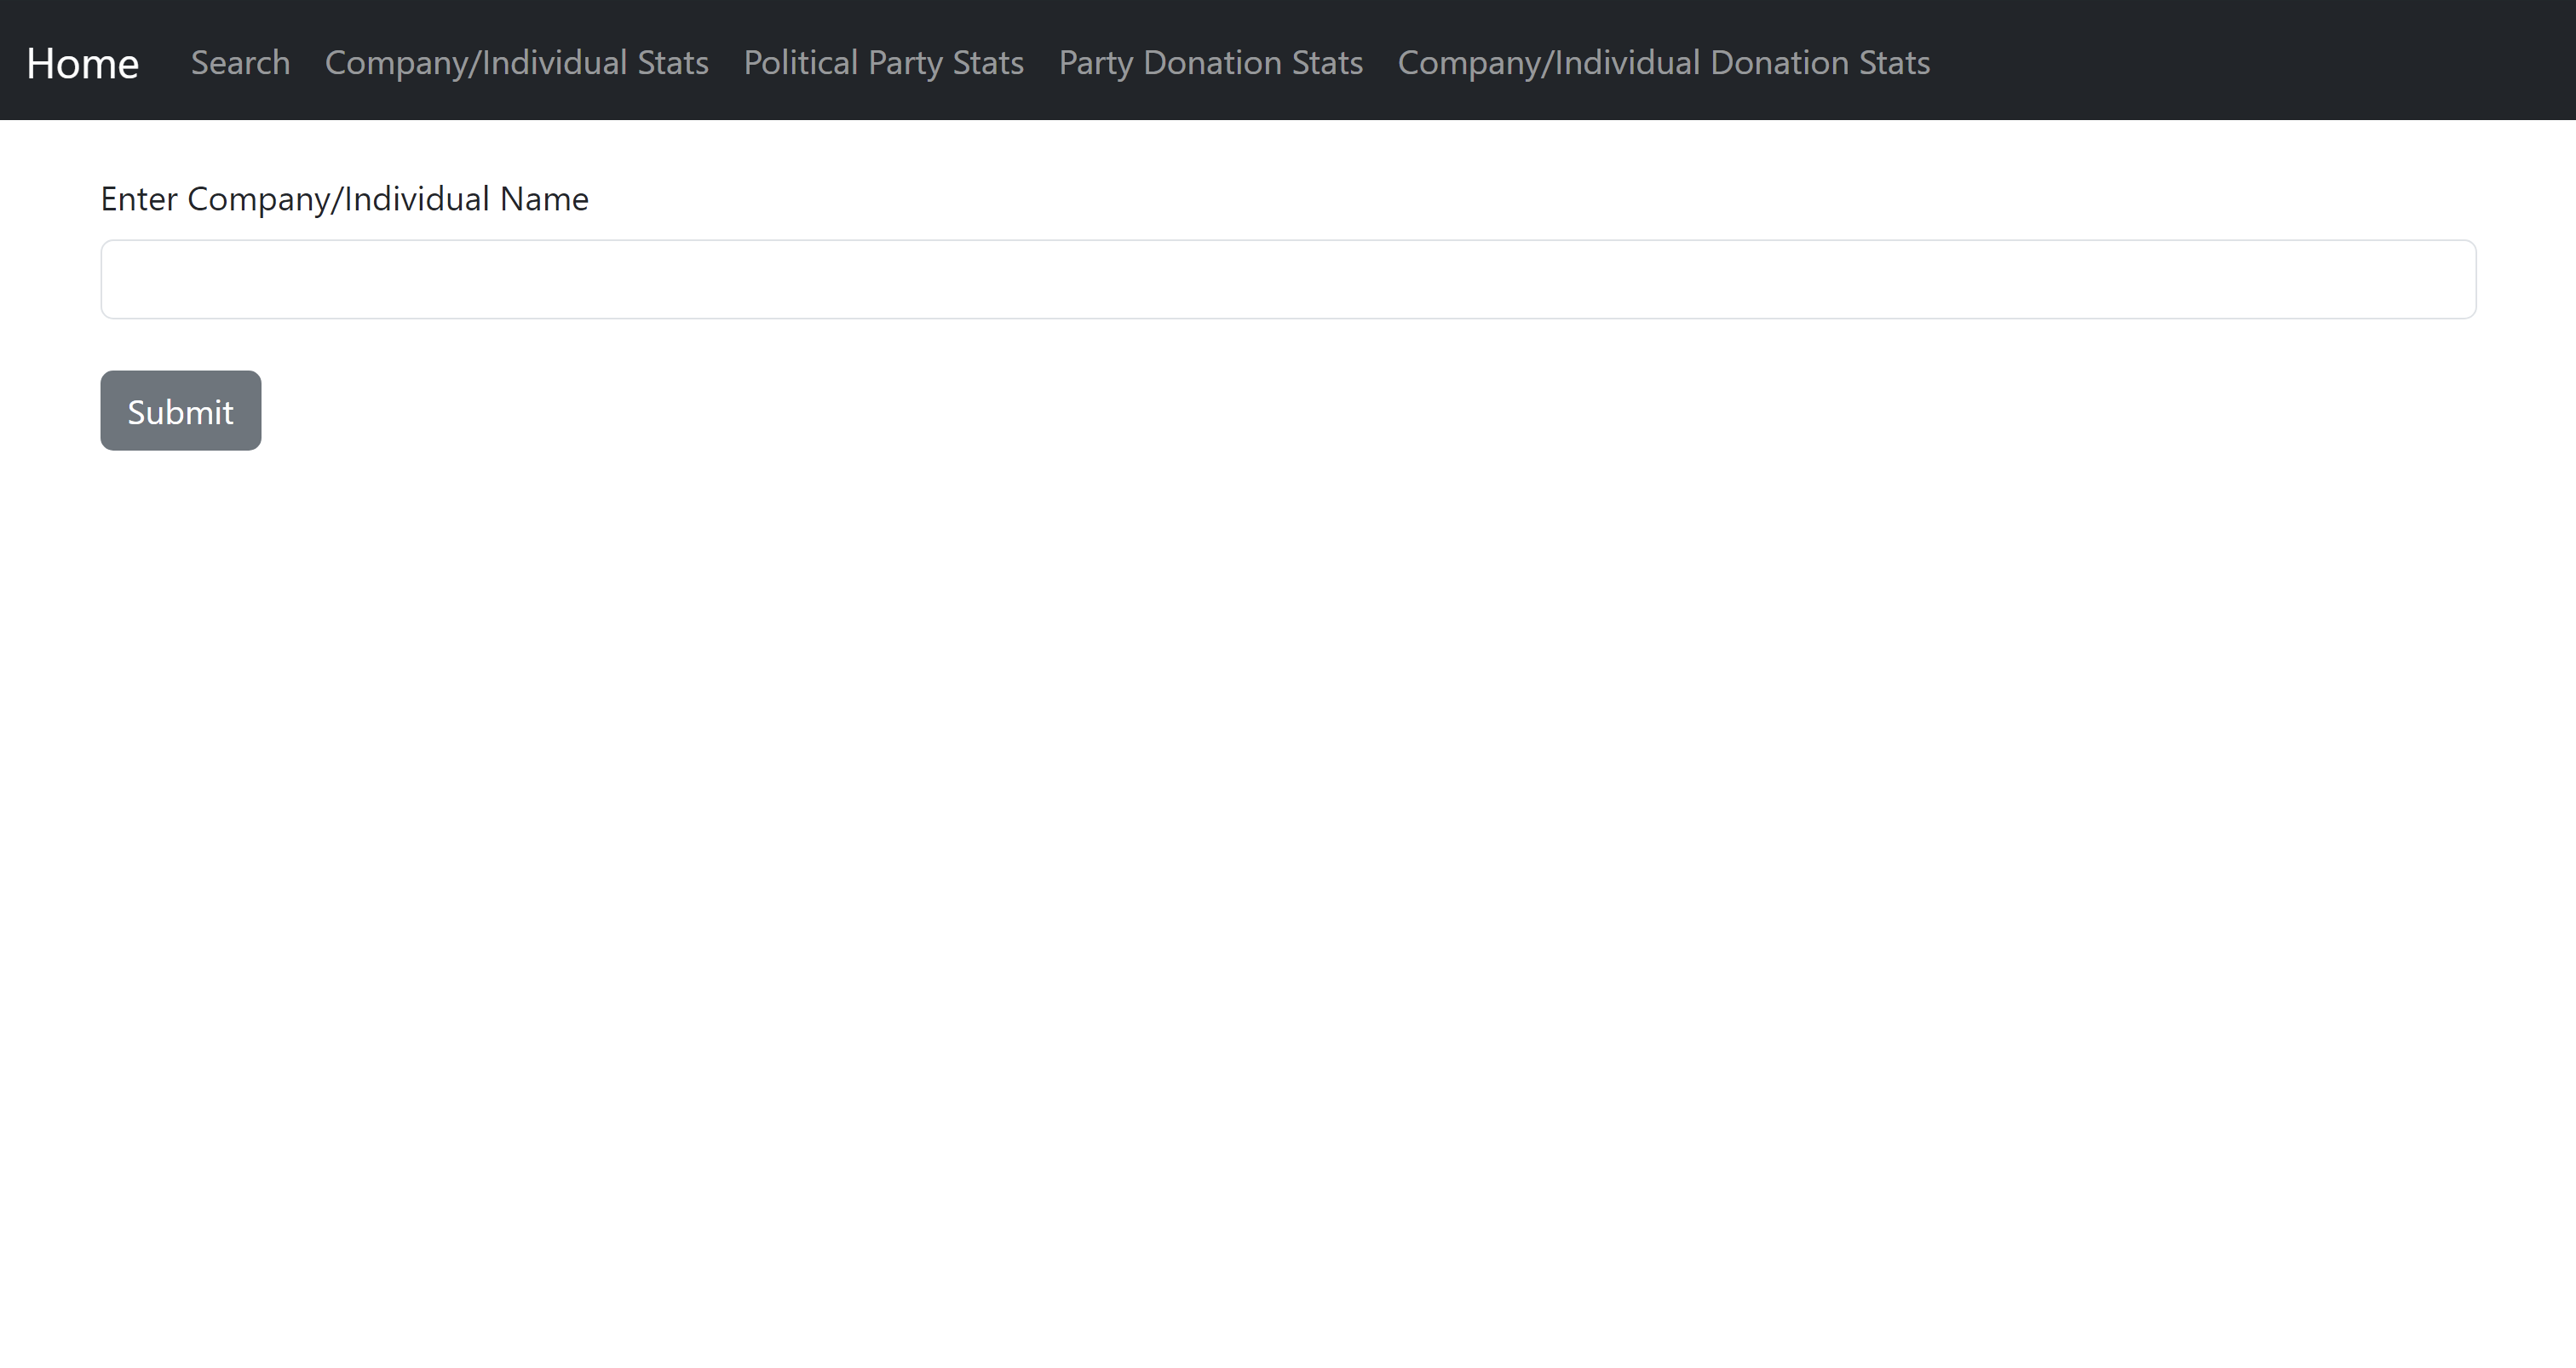 Home Search Company/Individual Stats Political Party Stats Party Donation Stats Company/Individual Donation Stats
Enter Company/Individual Name
Submit